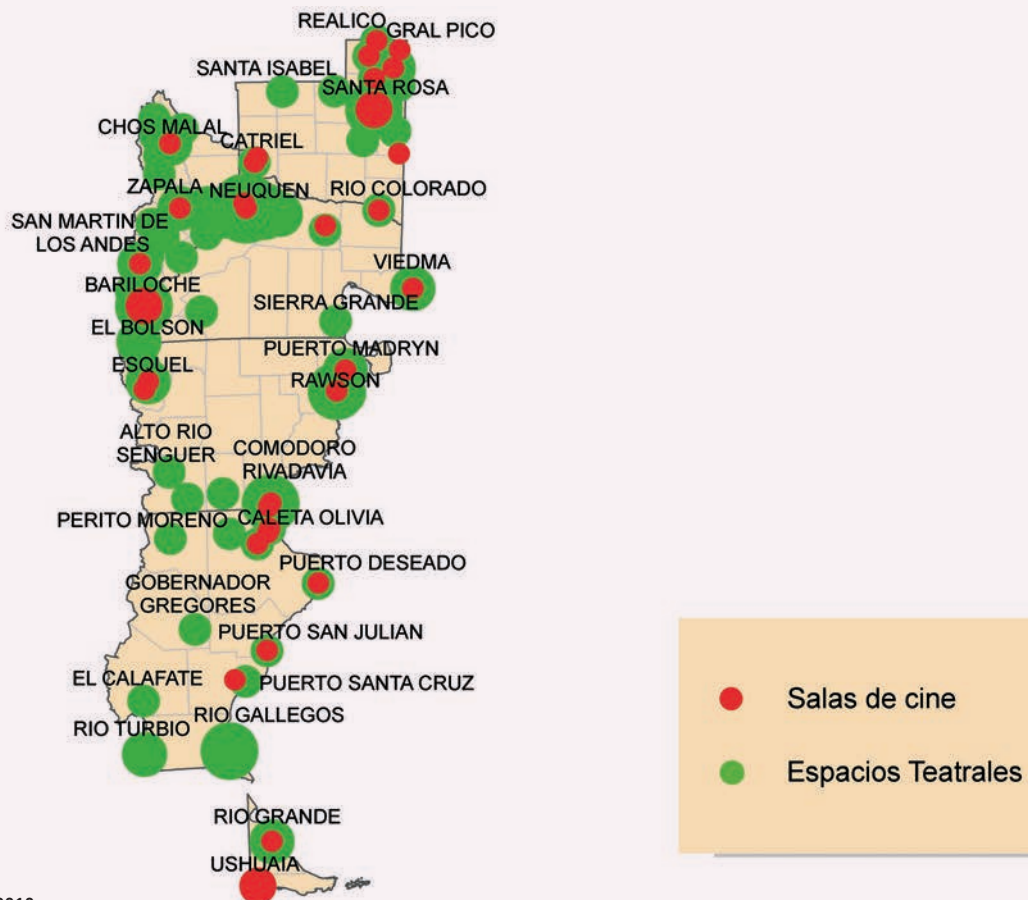 REALICO
GRAL PICO
SANTA ISABEL
SANTA ROSA
CHOS MALAL
CATRIEL
ZAPALA
NEUQUEN
RIO COLORADO
SAN MARTIN DE
LOS ANDES
VIEDMA
BARILOCHE
SIERRA GRANDE
EL BOLSON
PUERTO MADRYN
ESQUEL
RAWSON
ALTO RIO
SENGUER
COMODORO
RIVADAVIA
PERITO MORENO
CALETA OLIVIA
PUERTO DESEADO
GOBERNADOR
GREGORES
PUERTO SAN JULIAN
EL CALAFATE
PUERTO SANTA CRUZ
RIO GALLEGOS
RIO TURBIO
Salas de cine
Espacios Teatrales
RIO GRANDE
USHUAIA